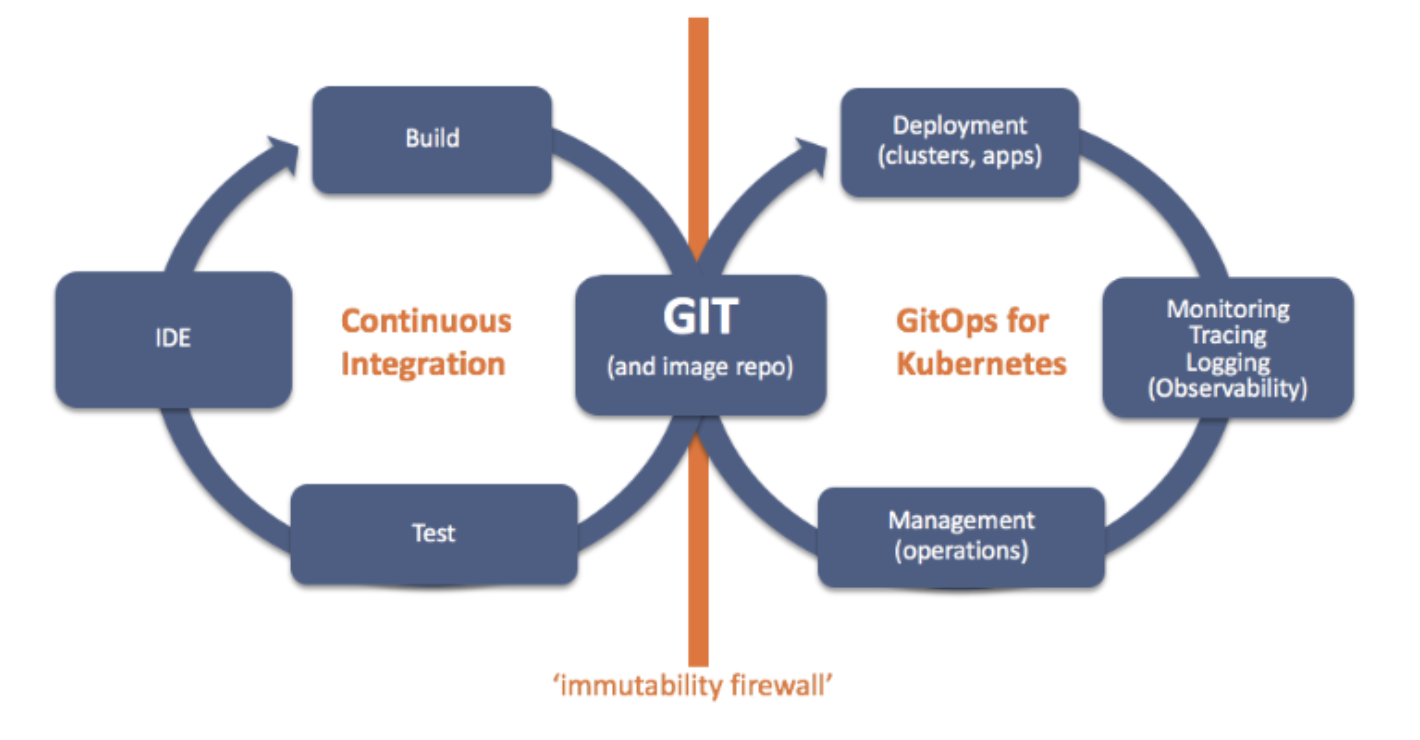 Build
Deployment
(clusters, apps)
IDE
Continuous
Integration
GIT
(and image repo)
GitOps for
Kubernetes
Monitoring
Tracing
Logging
(Observability)
Test
Management
(operations)
‘immutability firewall’